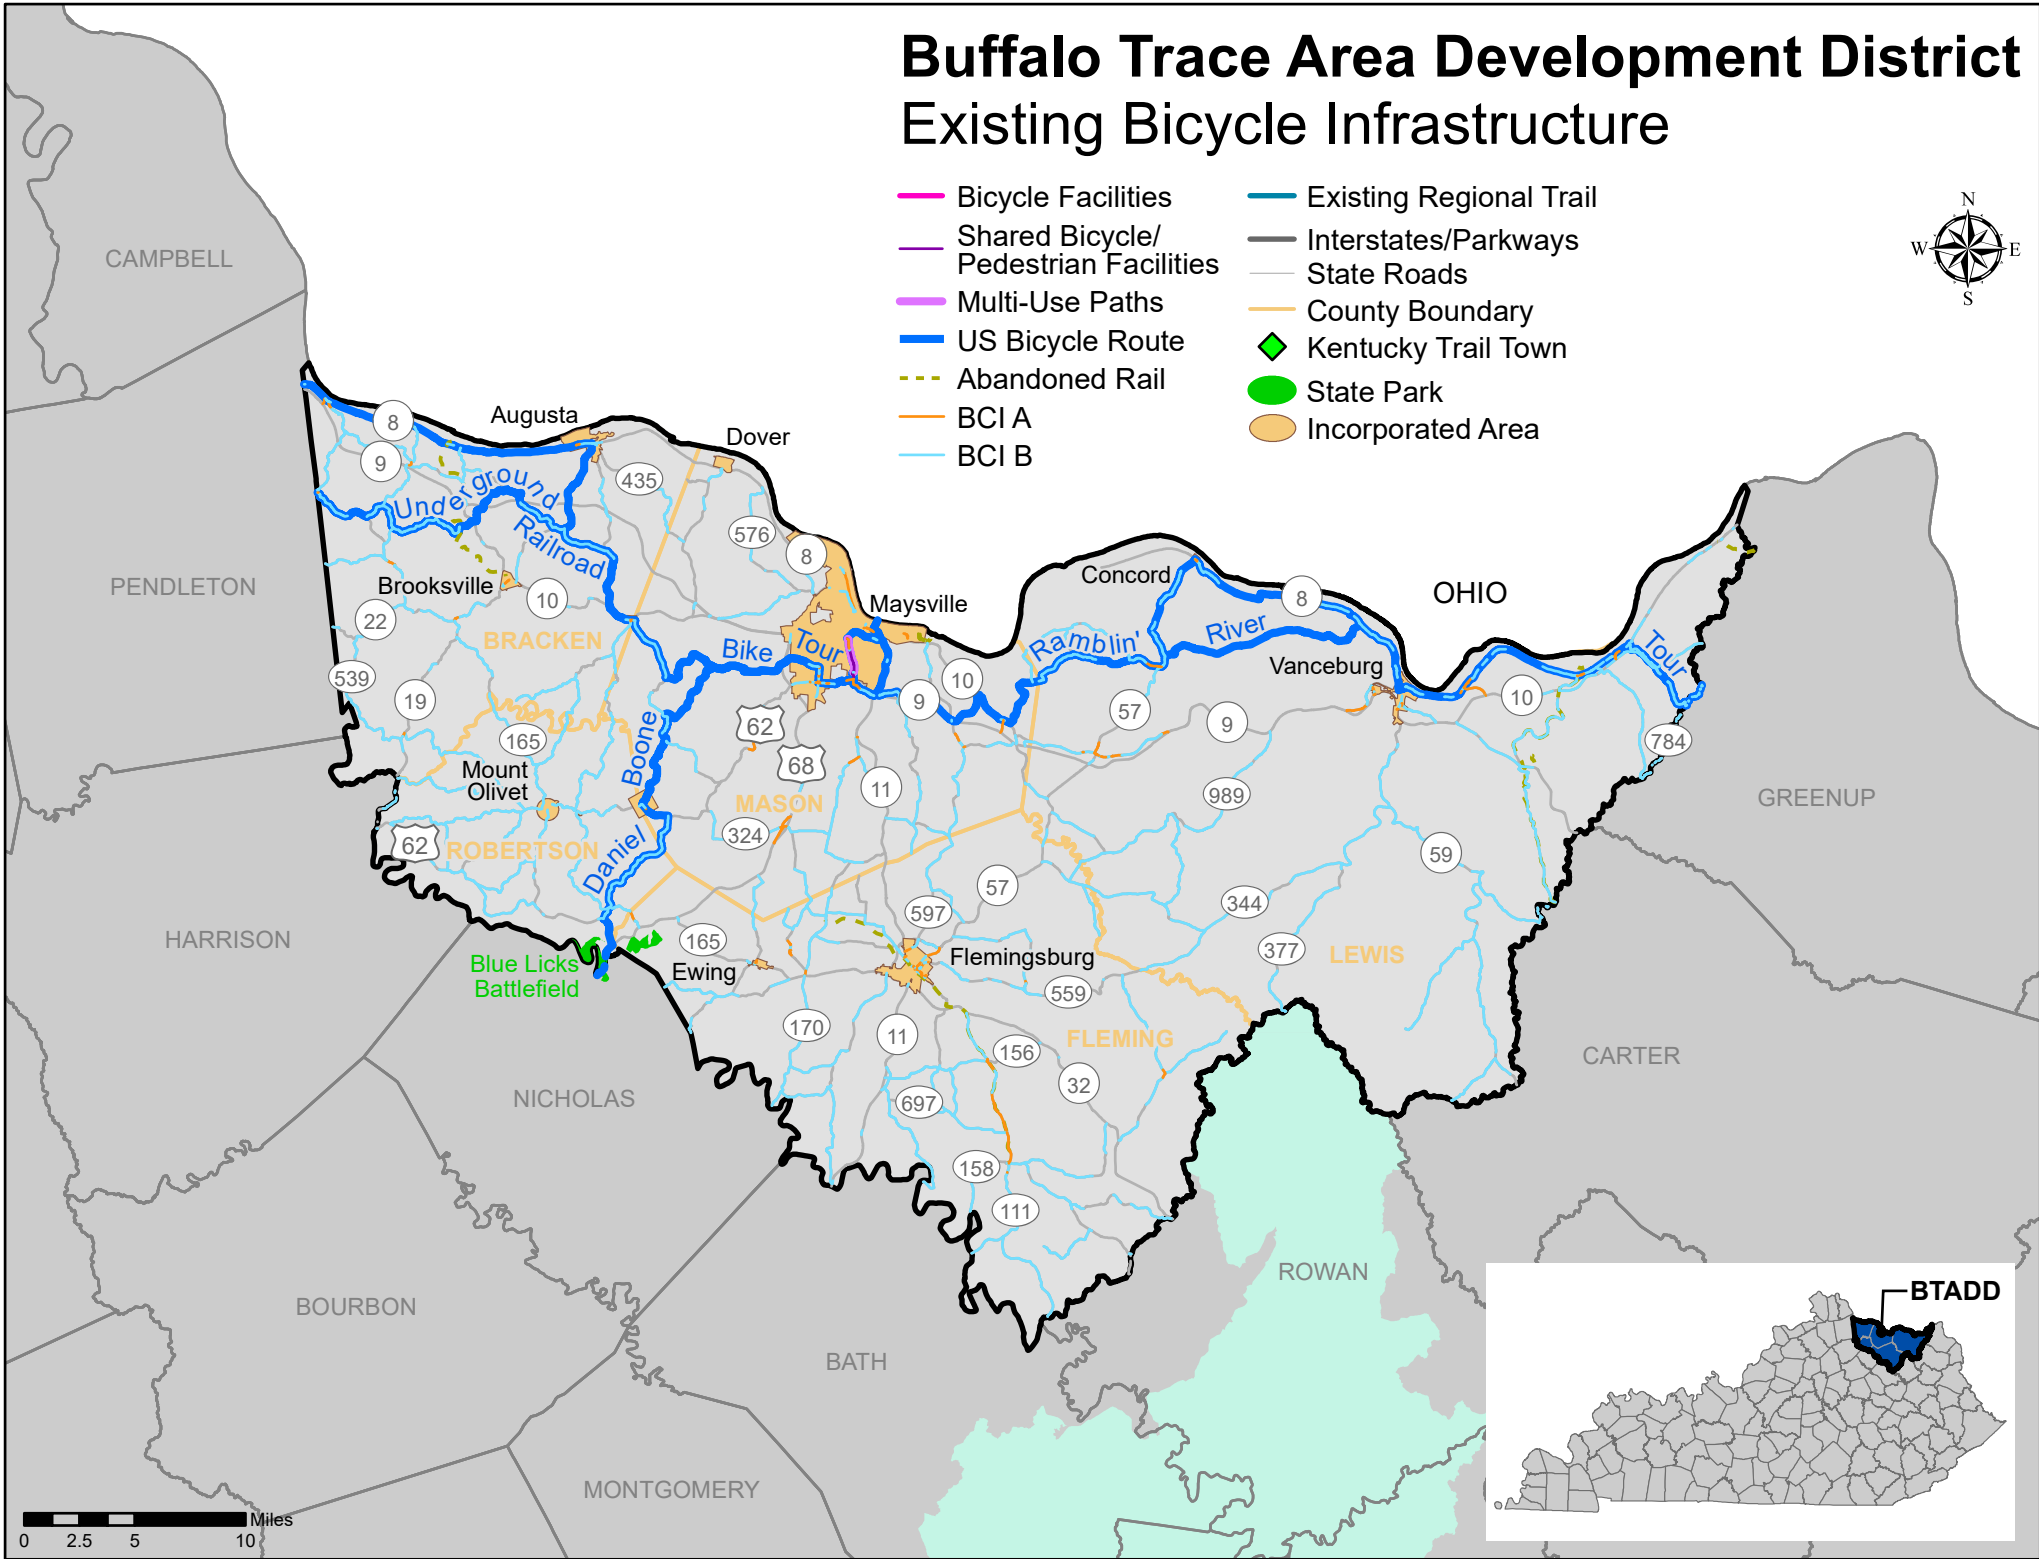 Buffalo Trace Area Development District
Existing Bicycle Infrastructure
Bicycle Facilities
Shared Bicycle/
Pedestrian Facilities
Multi-Use Paths
US Bicycle Route
Abandoned Rail
BCI A
BCI B
Existing Regional Trail
Interstates/Parkways
State Roads
County Boundary
Kentucky Trail Town
State Park
Incorporated Area
N
W
E
S
CAMPBELL
8
Augusta
Dover
9
435
Underground
Railroad
576
8
PENDLETON
Brooksville
10
Concord
8
OHIO
Maysville
22
BRACKEN
Bike
Tour
Ramblin'
River
Tour
Vanceburg
539
19
10
9
57
9
10
165
62
68
784
Boone
Mount
Olivet
MASON
11
989
GREENUP
62
ROBERTSON
324
59
Daniel
57
597
344
HARRISON
165
Ewing
Flemingsburg
377
LEWIS
Blue Licks
Battlefield
559
170
11
156
FLEMING
CARTER
32
NICHOLAS
697
158
111
ROWAN
BOURBON
BATH
BTADD
MONTGOMERY
Miles
0
2.5
5
10